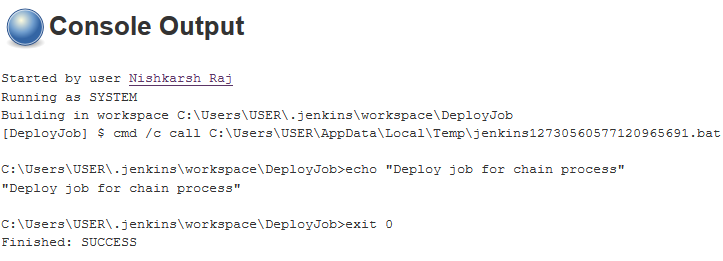 Console Output
Started by user Nishkarsh Raj
Running as SYSTEM
Building in workspace C:\Users\USER\.jenkins\workspace\DeployJob
[DeployJob] $ cmd /c call C:\Users\USER\AppData\Local\Temp\jenkins12730560577120965691.bat
C:\Users\USER\.jenkins\workspace\DeployJob>echo "Deploy job for chain process"
"Deploy job for chain process"
C:\Users\USER\.jenkins\workspace\DeployJob>exit 0
Finished: SUCCESS